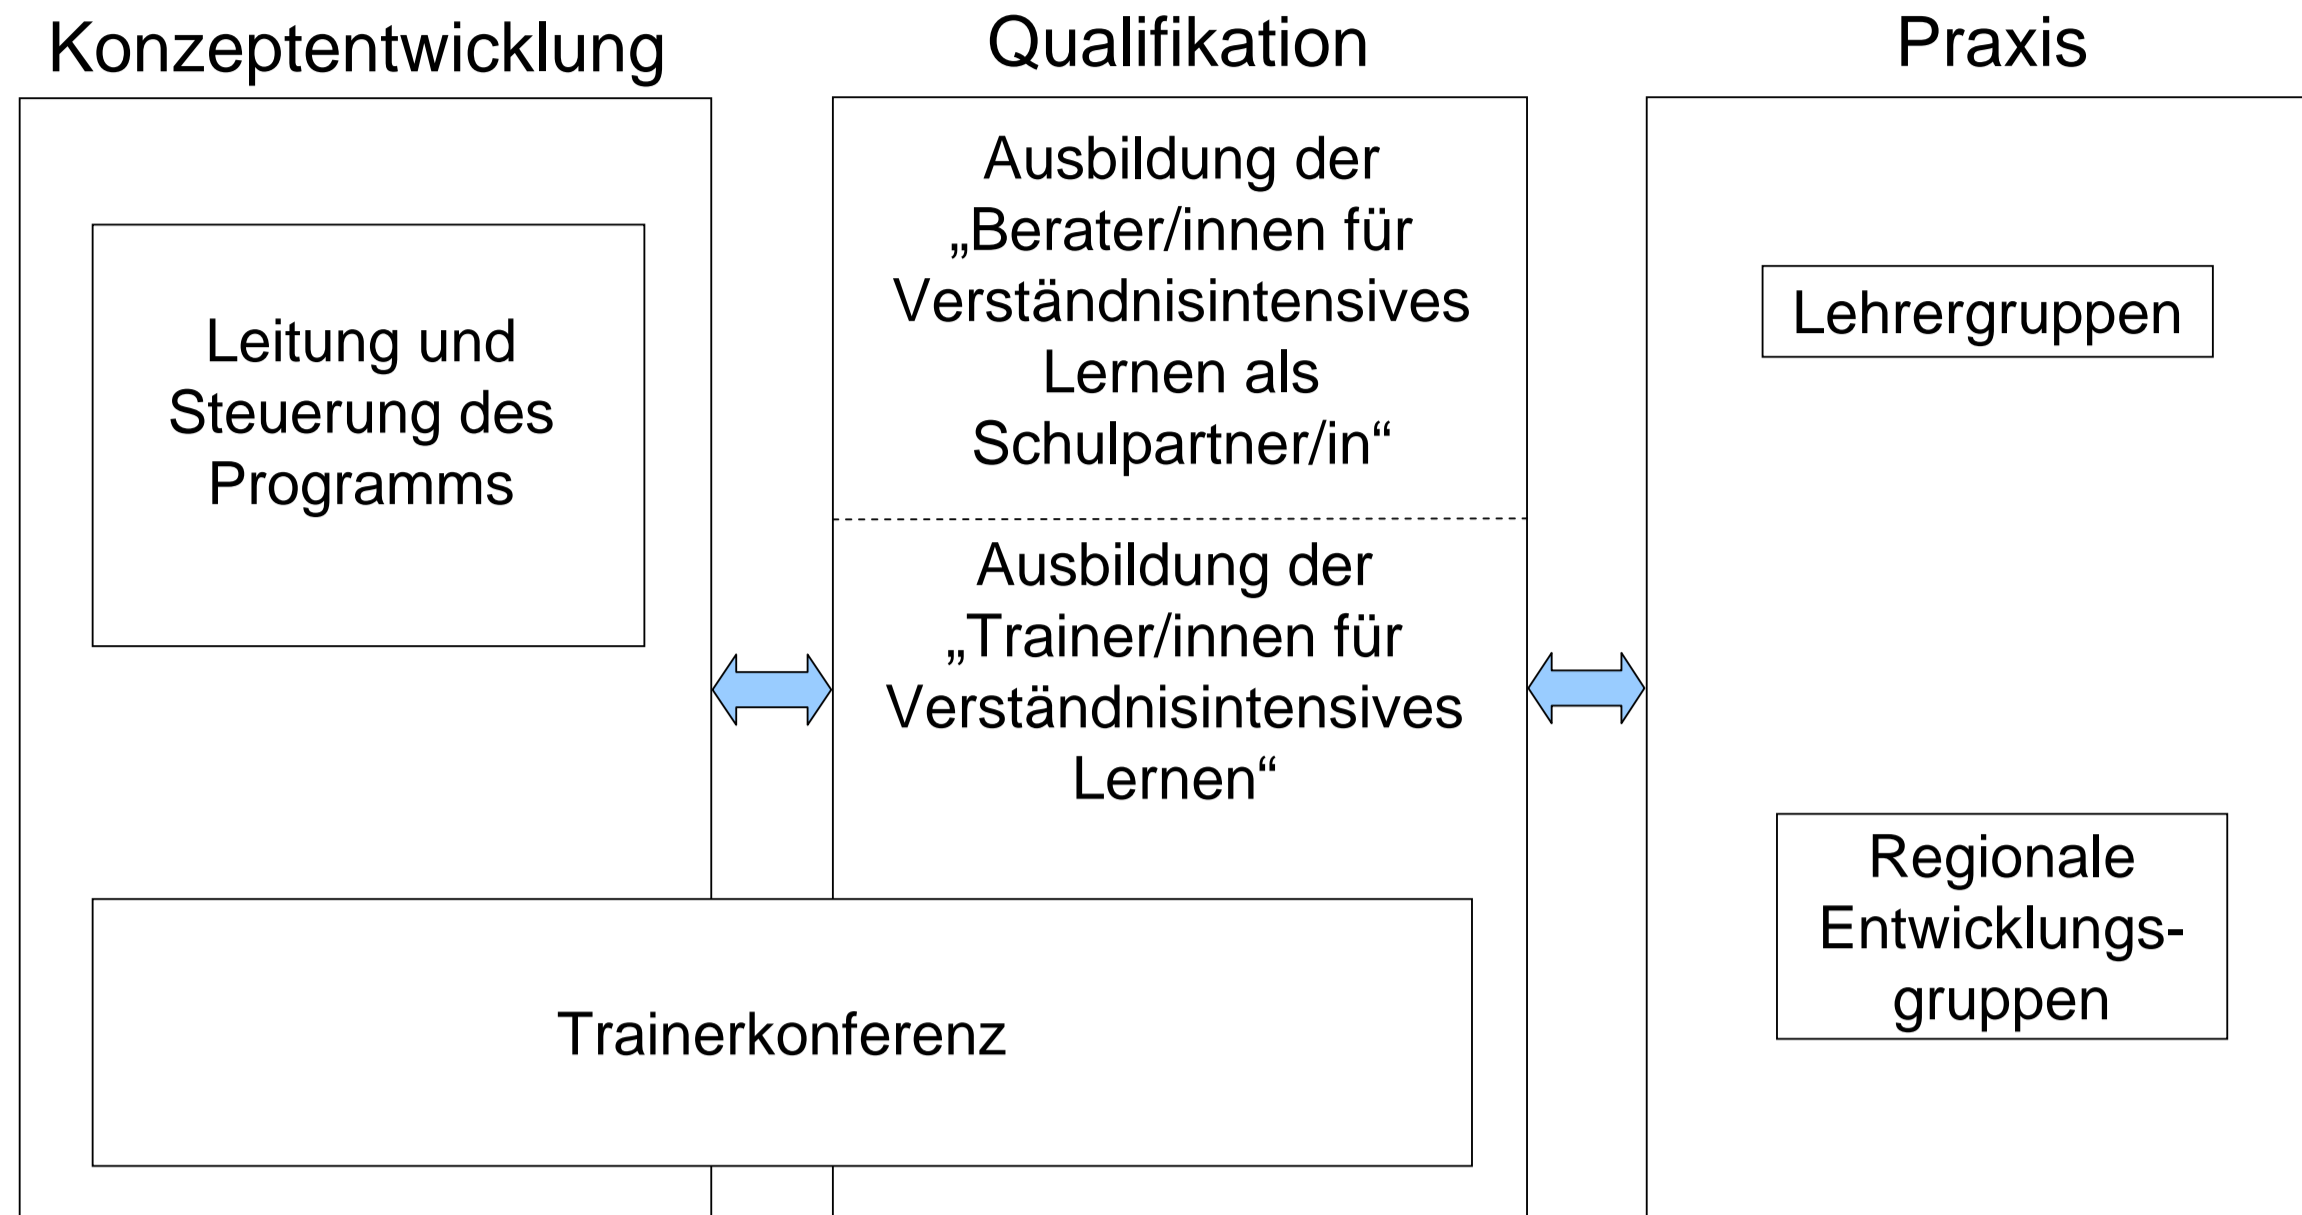 Konzeptentwicklung
Leitung und
Steuerung des
Programms
Qualifikation
Ausbildung der
„Berater/innen für
Verständnisintensives
Lernen als
Schulpartner/in“
Ausbildung der
„Trainer/innen für
Verständnisintensives
Lernen“
Trainerkonferenz
Praxis
Lehrergruppen
Regionale
Entwicklungs-
gruppen